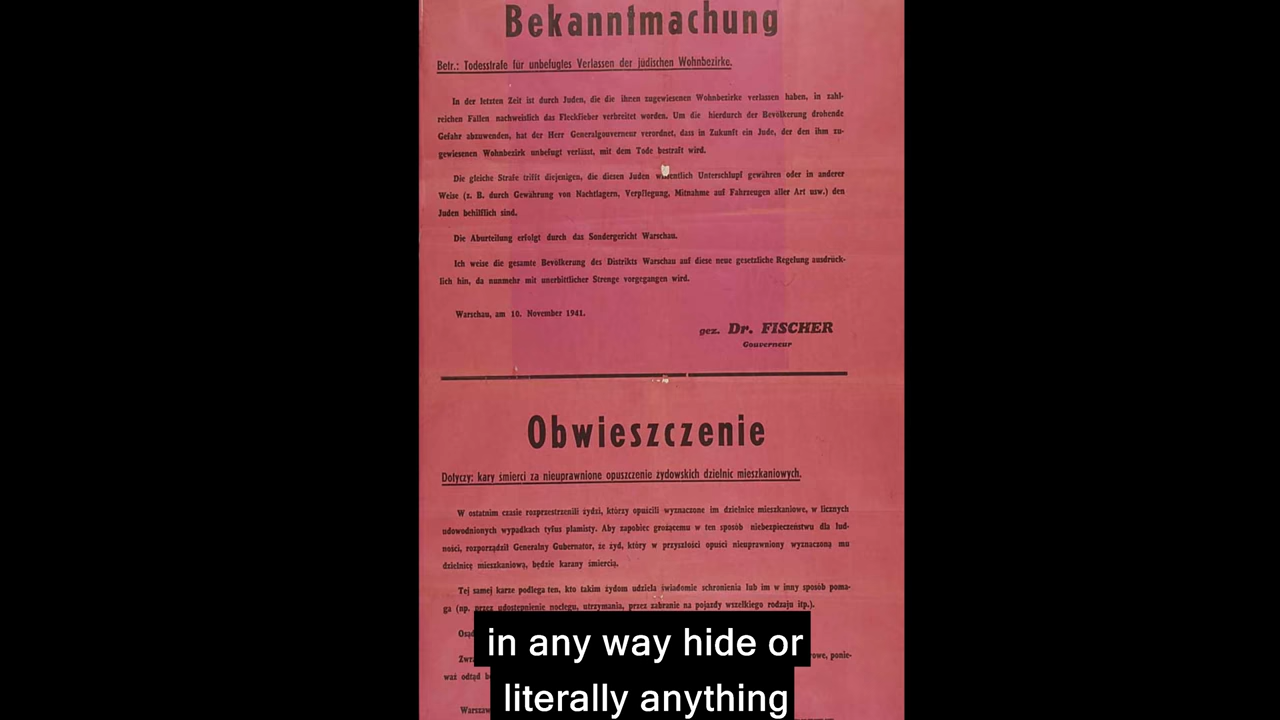 Bekanntmachung
Betr.: Todesstrafe für unbefugtes Verlassen der jüdischen Wohnbezirke.
In der letzten Zeit ist durch Juden, die die ihnen zugewiesenen Wohnbezirke verlassen haben, in zahl-
reichen Fällen nachweislich das Fleckfieber verbreitet worden. Um die hierdurch der Bevölkerung drohende
Gefahr abzuwenden, hat der Herr Generalgouverneur verordnet, dass in Zukunft ein Jude, der den ihm zu-
gewiesenen Wohnbezirk unbefugt verlässt, mit dem Tode bestraft wird.
Die gleiche Strafe trifft diejenigen, die diesen Juden Unterschlupf gewähren oder in anderer
Weise (z. B. durch Gewährung von Nachtlagern, Verpflegung, Mitnahme auf Fahrzeugen aller Art usw.) den
Juden behilflich sind.
Die Aburteilung erfolgt durch das Sondergericht Warschau.
Ich weise die gesamte Bevölkerung des Distrikts Warschau auf diese neue gesetzliche Regelung ausdrück-
lich hin, da nunmehr mit unerbittlicher Strenge vorgegangen wird.
Warschau, am 10. November 1941.
gez. Dr. FISCHER
Gouverneur
Obwieszczenie
Dotyczy: kary śmierci za nieuprawnione opuszczenie żydowskich dzielnic mieszkaniowych.
W ostatnim czasie rozprzestrzenili żydzi, którzy opuścili wyznaczone im dzielnice mieszkaniowe, w licznych
udowodnionych wypadkach tyfus plamisty. Aby zapobiec grożącemu w ten sposób niebezpieczeństwu dla lud-
ności, rozporządził Generalny Gubernator, że żyd, który w przyszłości opuści nieuprawniony wyznaczoną mu
dzielnicę mieszkaniową, będzie karany śmiercią.
Tej samej karze podlega ten, kto takim żydom udziela świadomie schronienia lub im w inny sposób poma-
ga (np. przez udostępnienie noclegu, utrzymania, przez zabranie na pojazdy wszelkiego rodzaju itp.).
in any way hide or
literally anything